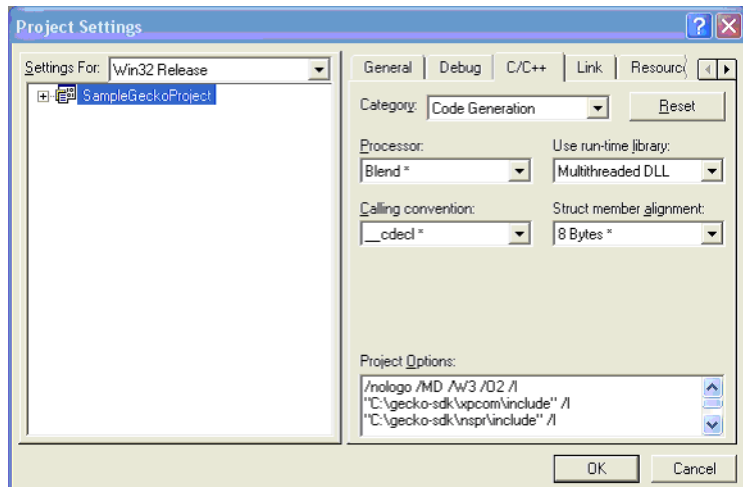 Project Settings
Settings For: Win32 Release
SampleGeckoProject
General Debug C/C++ Link
Category: Code Generation Reset
Processor: Use run-time library:
Blend * Multithreaded DLL
Calling convention: Struct member alignment:
__cdecl * 8 Bytes *
Project Options:
/nologo /MD /W3 /O2 /I
"C:\gecko-sdk\xpcom\include" /I
"C:\gecko-sdk\nspr\include" /I
OK Cancel